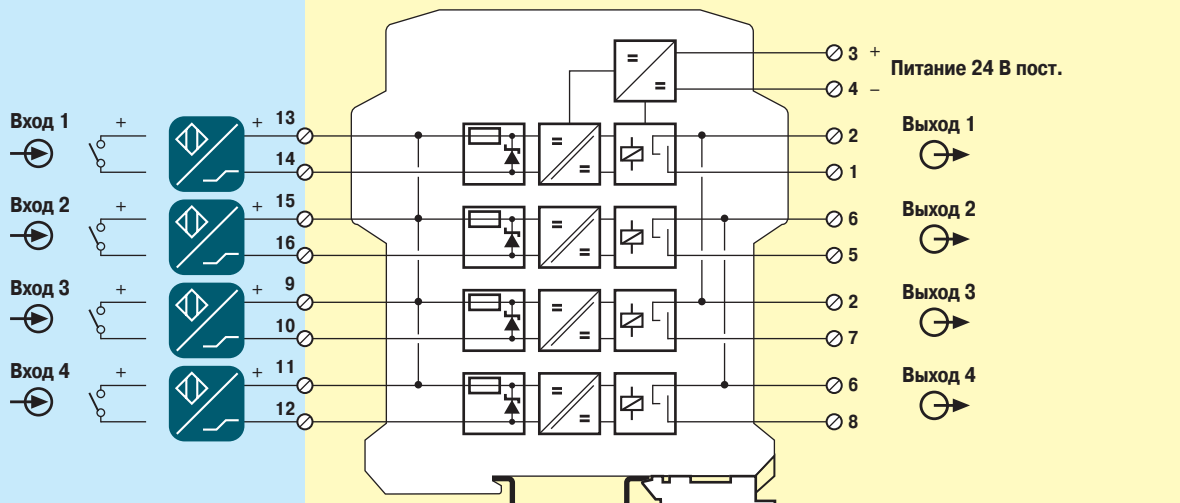 3 +
Питание 24 В пост.
4 –
Вход 1
+
+ 13
14
2
1
Выход 1
Вход 2
+
+ 15
16
6
5
Выход 2
Вход 3
+
+ 9
10
2
7
Выход 3
Вход 4
+
+ 11
12
6
8
Выход 4